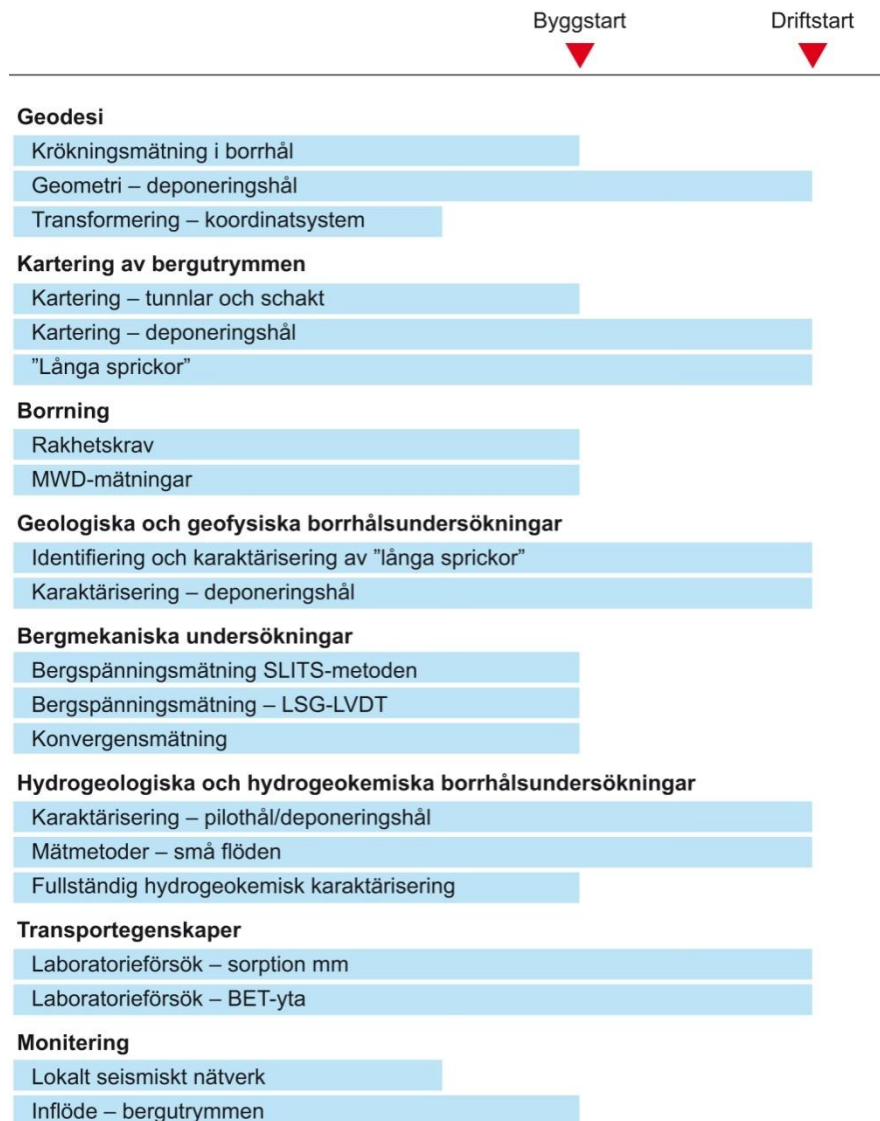 Byggstart Driftstart
Geodesi
Krökningsmätning i borrhål
Geometri – deponeringshål
Transformering – koordinatsystem
Kartering av bergutrymmen
Kartering – tunnlar och schakt
Kartering – deponeringshål
”Långa sprickor”
Borrning
Rakhetskrav
MWD-mätningar
Geologiska och geofysiska borrhålsundersökningar
Identifiering och karaktärisering av ”långa sprickor”
Karaktärisering – deponeringshål
Bergmekaniska undersökningar
Bergspänningsmätning SLITS-metoden
Bergspänningsmätning – LSG-LVDT
Konvergensmätning
Hydrogeologiska och hydrogeokemiska borrhålsundersökningar
Karaktärisering – pilothål/deponeringshål
Mätmetoder – små flöden
Fullständig hydrogeokemisk karaktärisering
Transportegenskaper
Laboratorieförsök – sorption mm
Laboratorieförsök – BET-yta
Monitering
Lokalt seismiskt nätverk
Inflöde – bergutrymmen